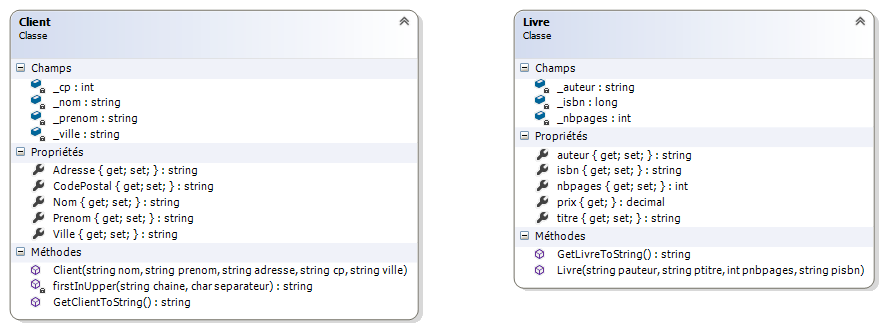 Client
Classe
Champs
_cp : int
_nom : string
_prenom : string
_ville : string
Propriétés
Adresse { get; set; } : string
CodePostal { get; set; } : string
Nom { get; set; } : string
Prenom { get; set; } : string
Ville { get; set; } : string
Méthodes
Client(string nom, string prenom, string adresse, string cp, string ville)
firstInUpper(string chaine, char separateur) : string
GetClientToString() : string
Livre
Classe
Champs
_auteur : string
_isbn : long
_nbpages : int
Propriétés
auteur { get; set; } : string
isbn { get; set; } : string
nbpages { get; set; } : int
prix { get; } : decimal
titre { get; set; } : string
Méthodes
GetLivreToString() : string
Livre(string pauteur, string ptitre, int pnbpages, string pisbn)